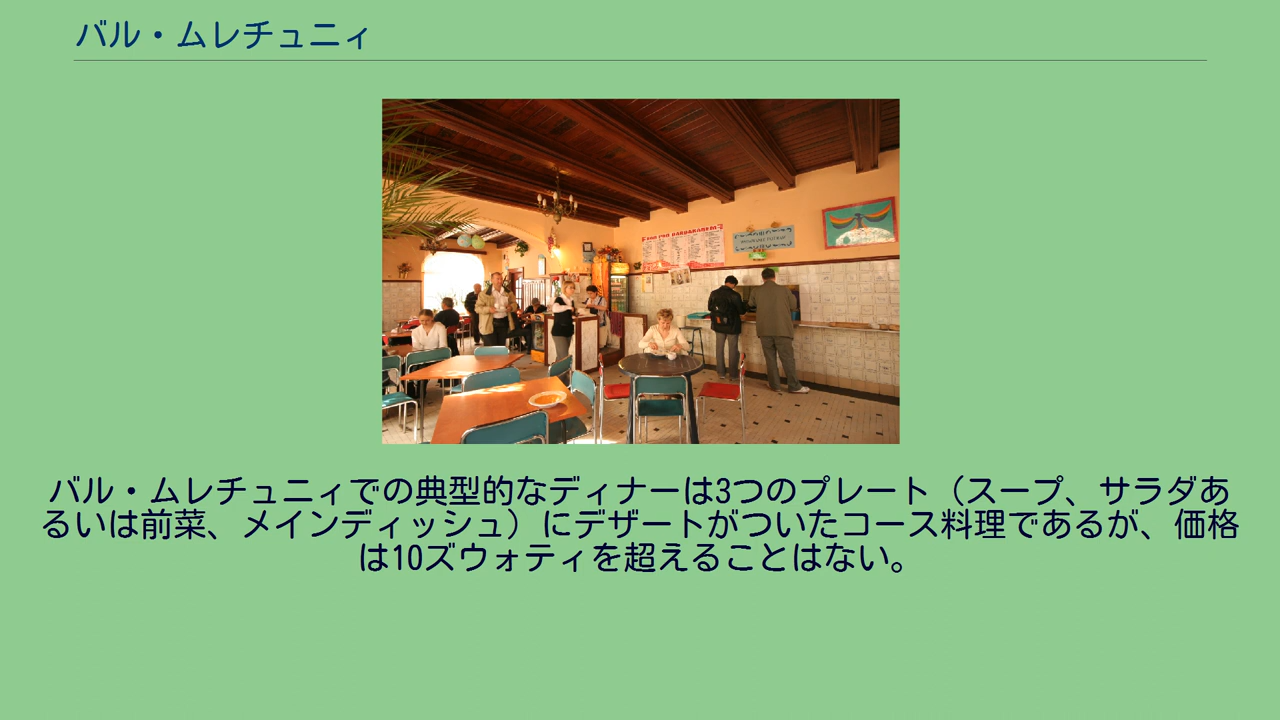 バル・ムレチュニィ
バル・ムレチュニィでの典型的なディナーは3つのプレート（スープ、サラダあ
るいは前菜、メインディッシュ）にデザートがついたコース料理であるが、価格
は10ズウォティを超えることはない。